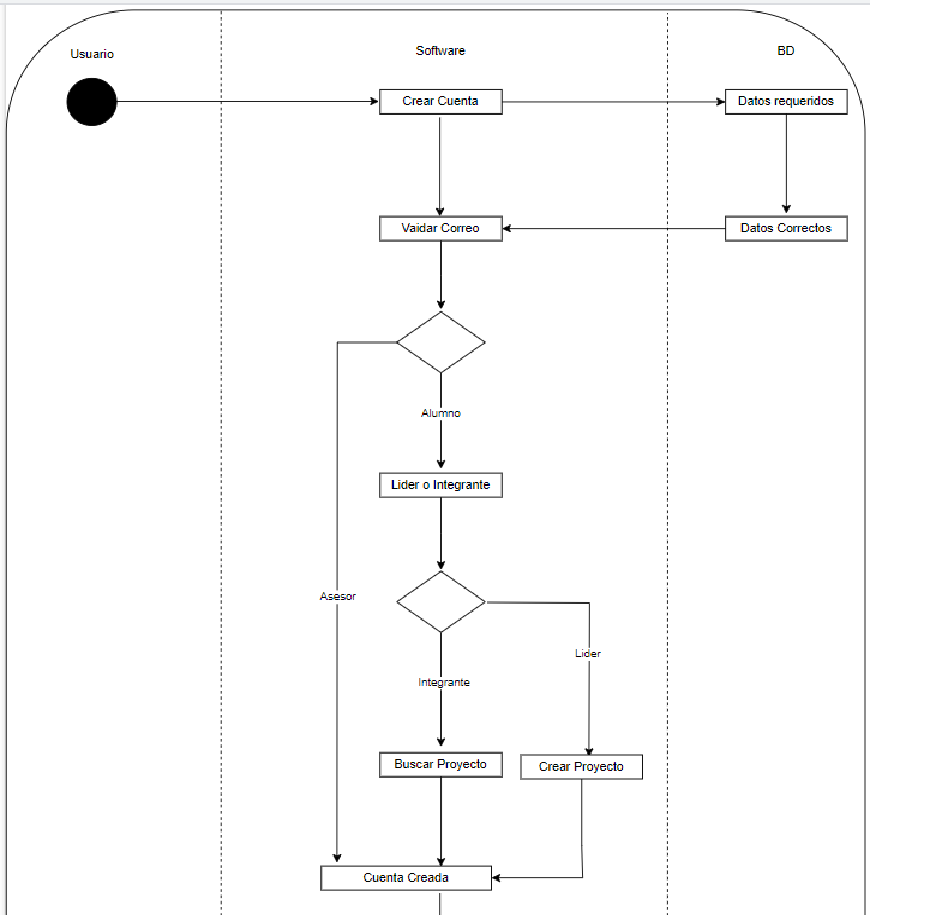 Usuario
Software
BD
Crear Cuenta
Datos requeridos
Vaidar Correo
Datos Correctos
Alumno
Lider o Integrante
Asesor
Lider
Integrante
Buscar Proyecto
Crear Proyecto
Cuenta Creada